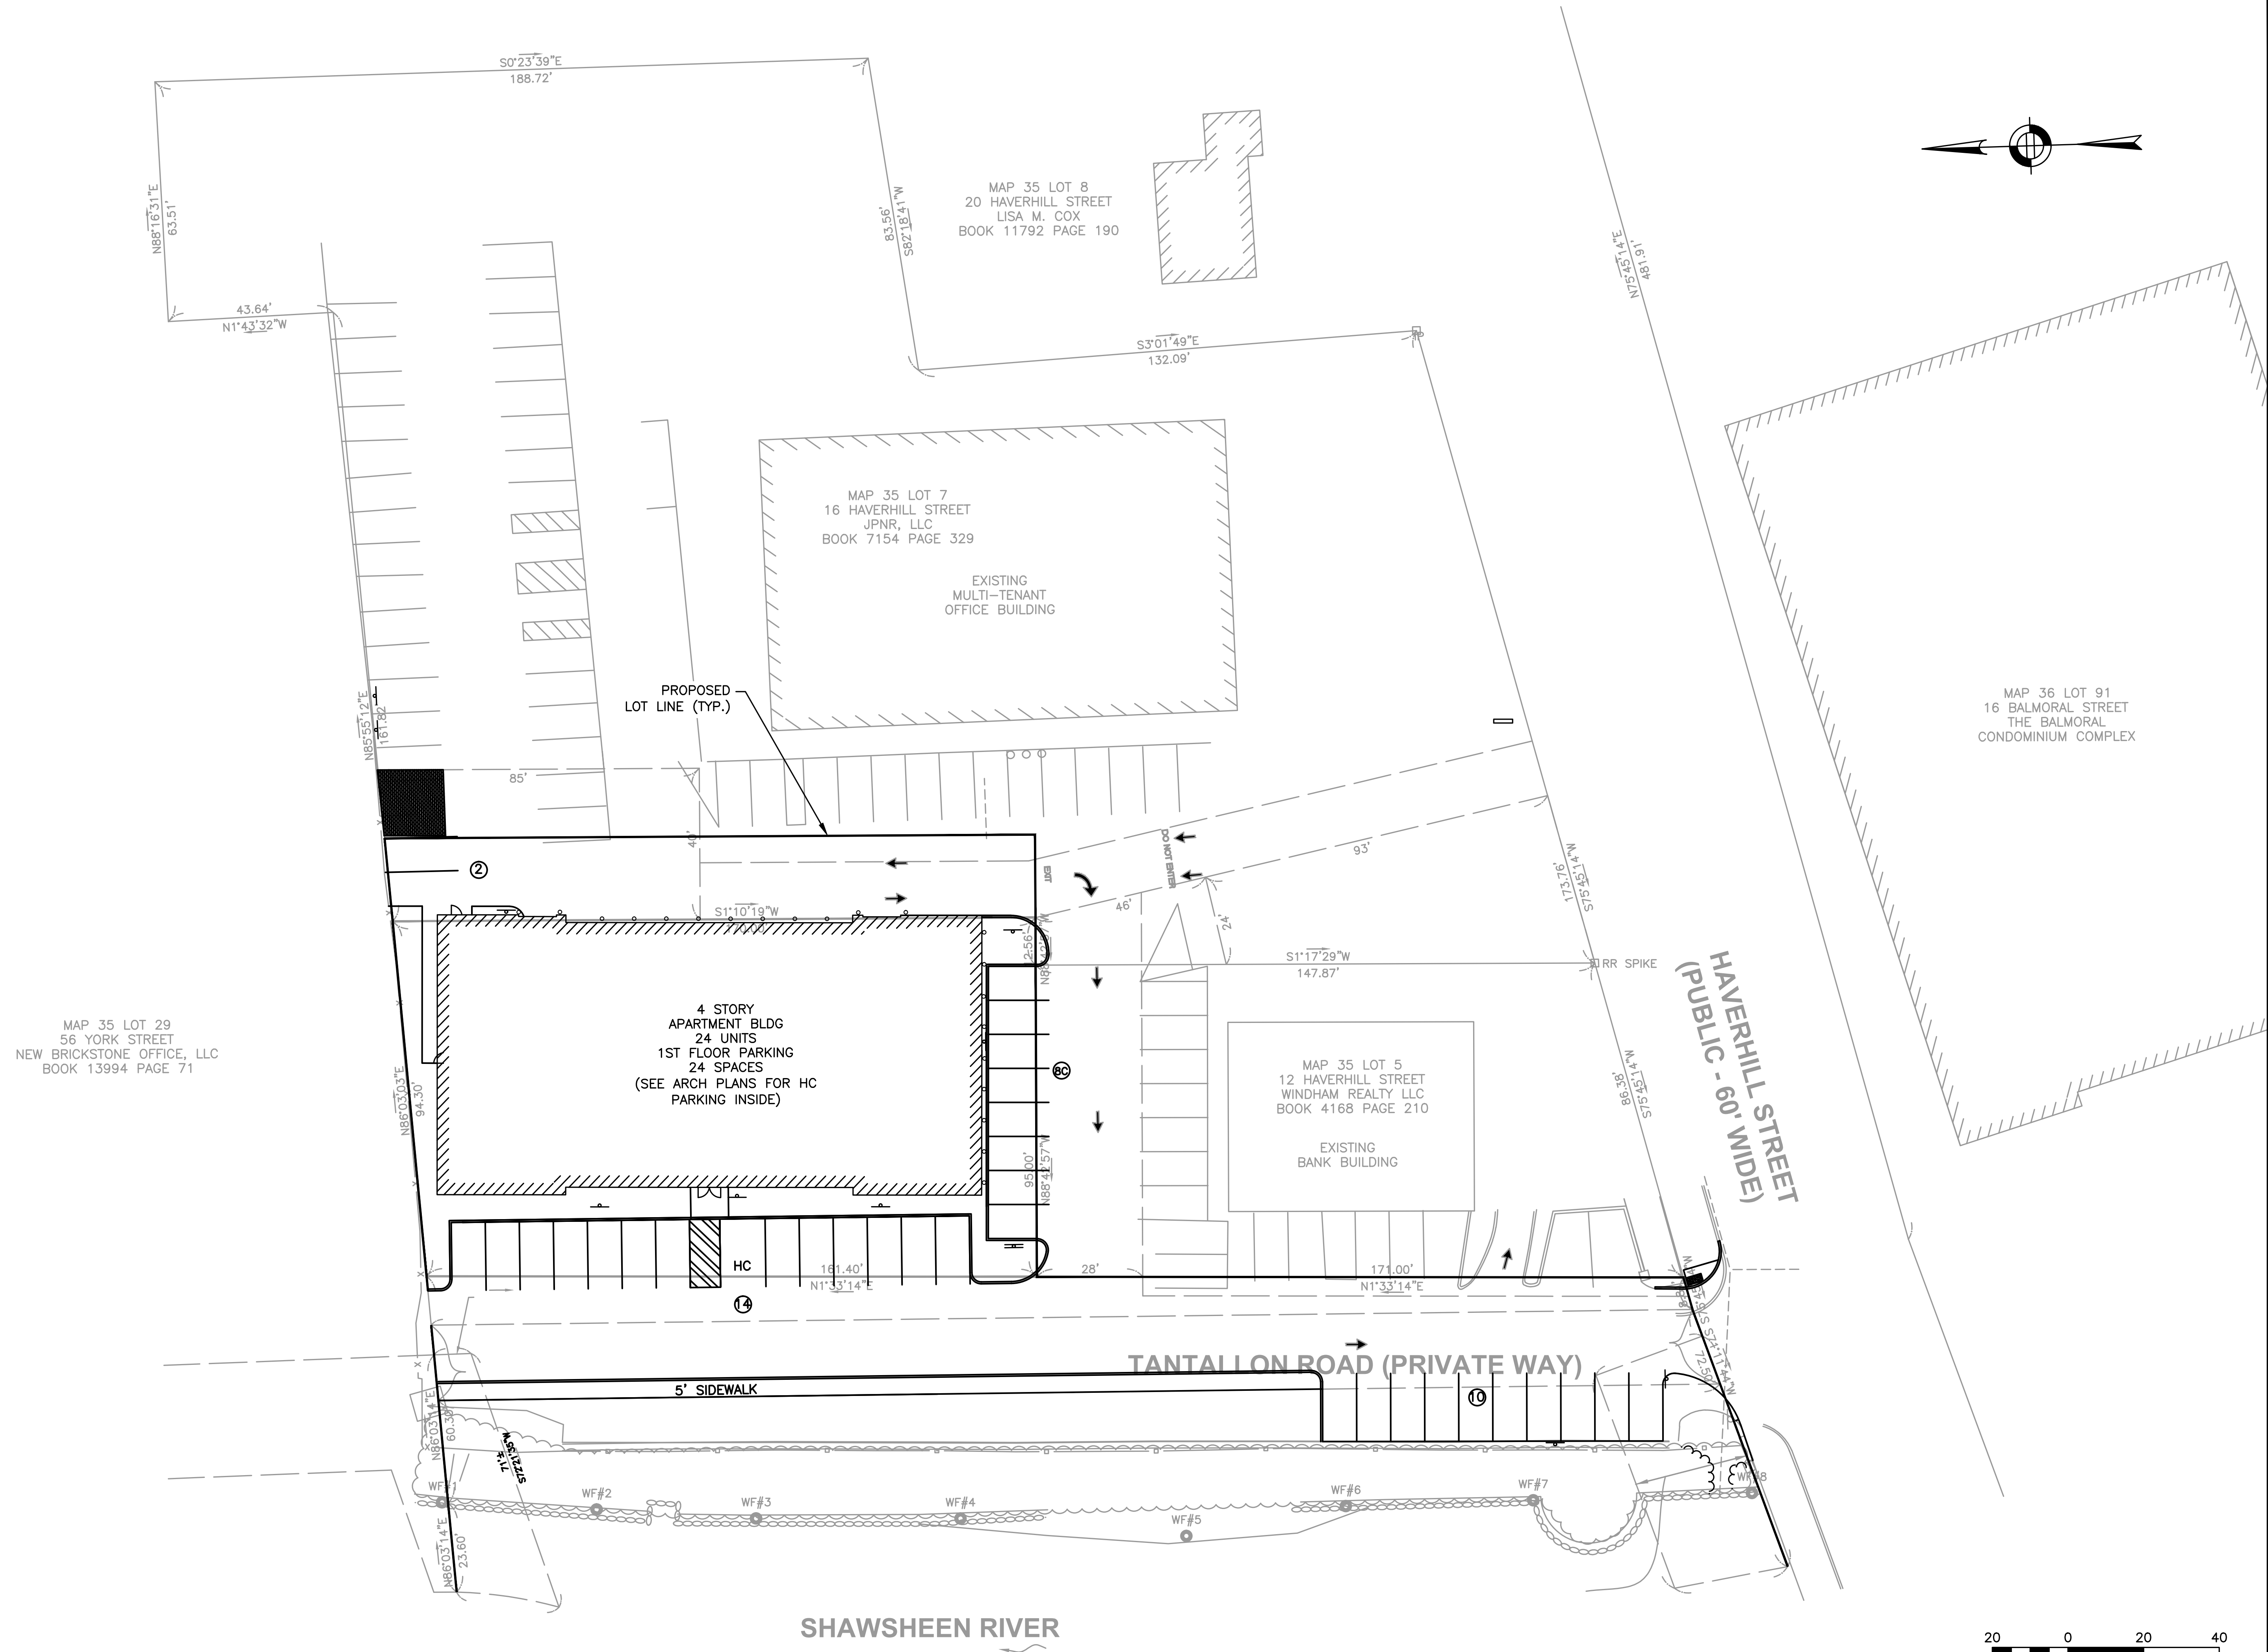 S0°23'39"E
188.72'
N88°16'31"E
63.51'
43.64'
N1°43'32"W
83.56'
S82°18'41"W
MAP 35 LOT 8
20 HAVERHILL STREET
LISA M. COX
BOOK 11792 PAGE 190
N75°45'14"E
481.91'
S3°01'49"E
132.09'
MAP 35 LOT 7
16 HAVERHILL STREET
JPNR, LLC
BOOK 7154 PAGE 329
EXISTING
MULTI-TENANT
OFFICE BUILDING
PROPOSED
LOT LINE (TYP.)
N85°55'12"E
161.82
MAP 36 LOT 91
16 BALMORAL STREET
THE BALMORAL
CONDOMINIUM COMPLEX
85'
40'
DO NOT ENTER
EXIT
93'
173.76'
S75°45'14"W
2
46'
24'
S1°10'19"W
170.00'
S1°17'29"W
147.87'
RR SPIKE
HAVERHILL STREET
(PUBLIC - 60' WIDE)
4 STORY
APARTMENT BLDG
24 UNITS
1ST FLOOR PARKING
24 SPACES
(SEE ARCH PLANS FOR HC
PARKING INSIDE)
MAP 35 LOT 29
56 YORK STREET
NEW BRICKSTONE OFFICE, LLC
BOOK 13994 PAGE 71
N86°03'03"E
94.30'
8C
MAP 35 LOT 5
12 HAVERHILL STREET
WINDHAM REALTY LLC
BOOK 4168 PAGE 210
EXISTING
BANK BUILDING
86.38'
S75°45'14"W
95.00'
N88°42'57"W
HC
161.40'
N1°33'14"E
28'
171.00'
N1°33'14"E
14
TANTALLON ROAD (PRIVATE WAY)
S71°11'44"W
72.50'
5' SIDEWALK
10
N86°03'14"E
60.30'
S72°21'35"W
71'±
WF#1
WF#2
WF#3
WF#4
WF#5
WF#6
WF#7
WF#8
N86°03'14"E
23.60'
SHAWSHEEN RIVER
20 0 20 40